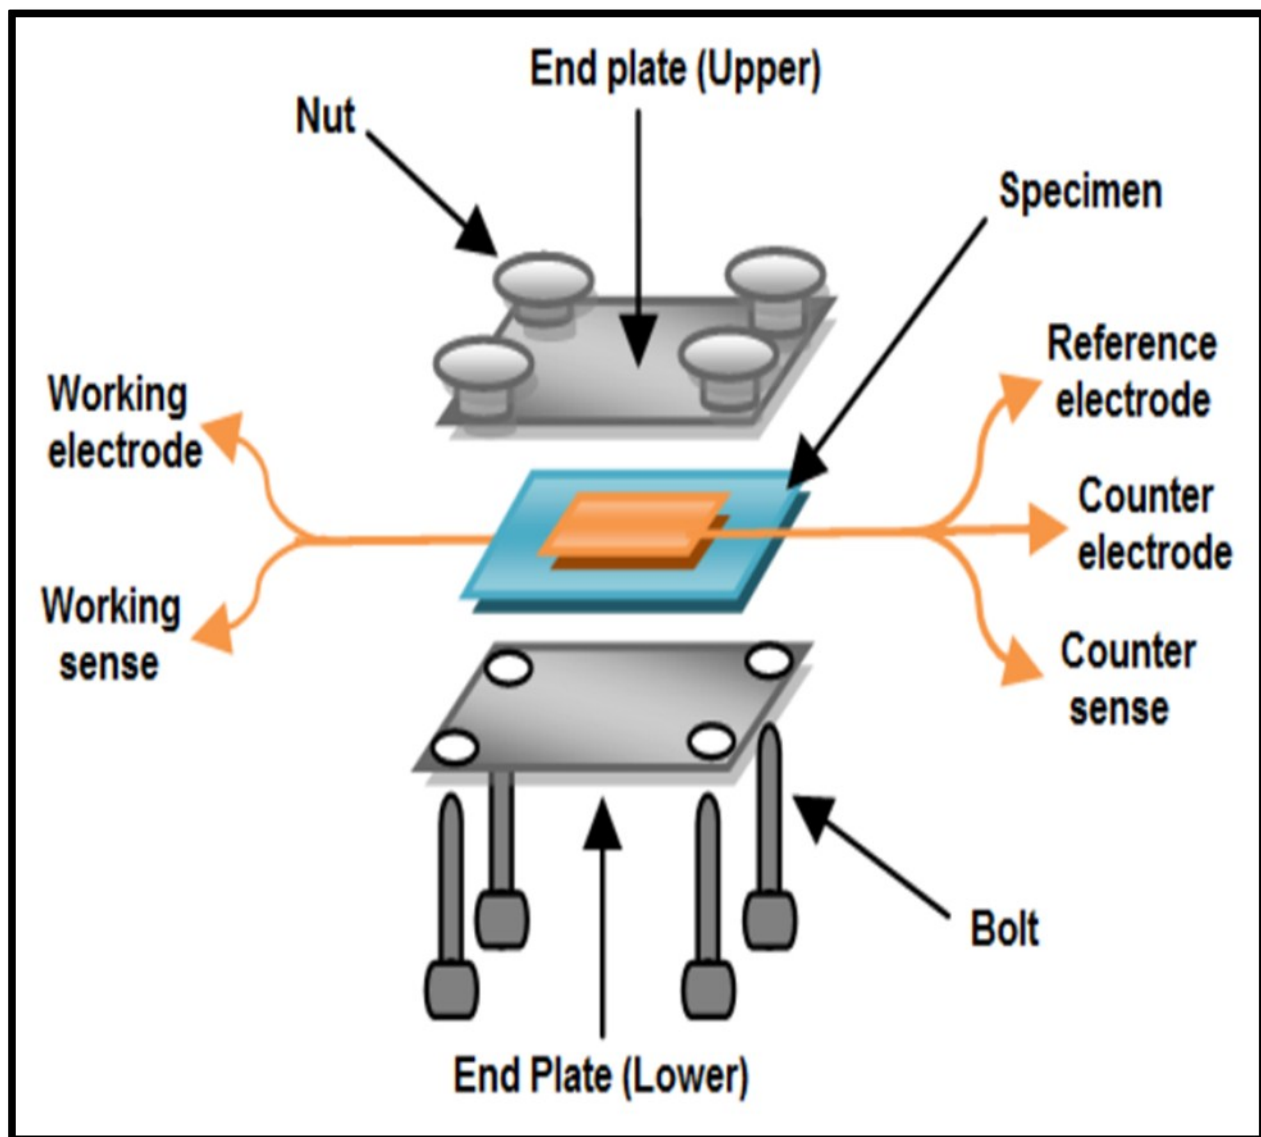 End plate (Upper)
Nut
Specimen
Reference
electrode
Working
electrode
Counter
electrode
Working
sense
Counter
sense
Bolt
End Plate (Lower)